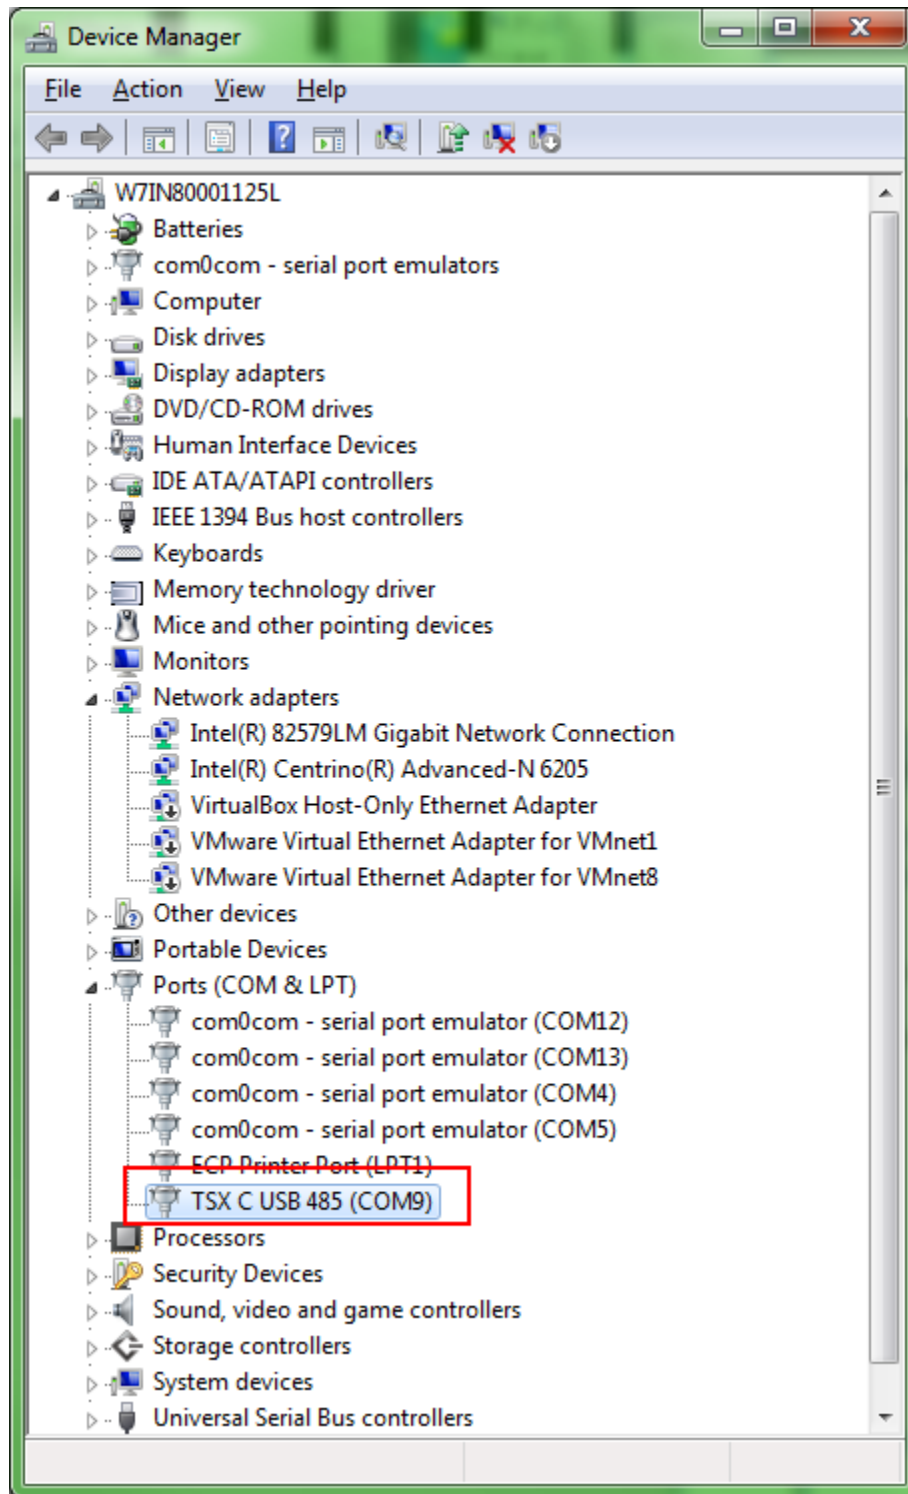 Device Manager
File Action View Help
W7IN80001125L
Batteries
com0com - serial port emulators
Computer
Disk drives
Display adapters
DVD/CD-ROM drives
Human Interface Devices
IDE ATA/ATAPI controllers
IEEE 1394 Bus host controllers
Keyboards
Memory technology driver
Mice and other pointing devices
Monitors
Network adapters
Intel(R) 82579LM Gigabit Network Connection
Intel(R) Centrino(R) Advanced-N 6205
VirtualBox Host-Only Ethernet Adapter
VMware Virtual Ethernet Adapter for VMnet1
VMware Virtual Ethernet Adapter for VMnet8
Other devices
Portable Devices
Ports (COM & LPT)
com0com - serial port emulator (COM12)
com0com - serial port emulator (COM13)
com0com - serial port emulator (COM4)
com0com - serial port emulator (COM5)
ECP Printer Port (LPT1)
TSX C USB 485 (COM9)
Processors
Security Devices
Sound, video and game controllers
Storage controllers
System devices
Universal Serial Bus controllers